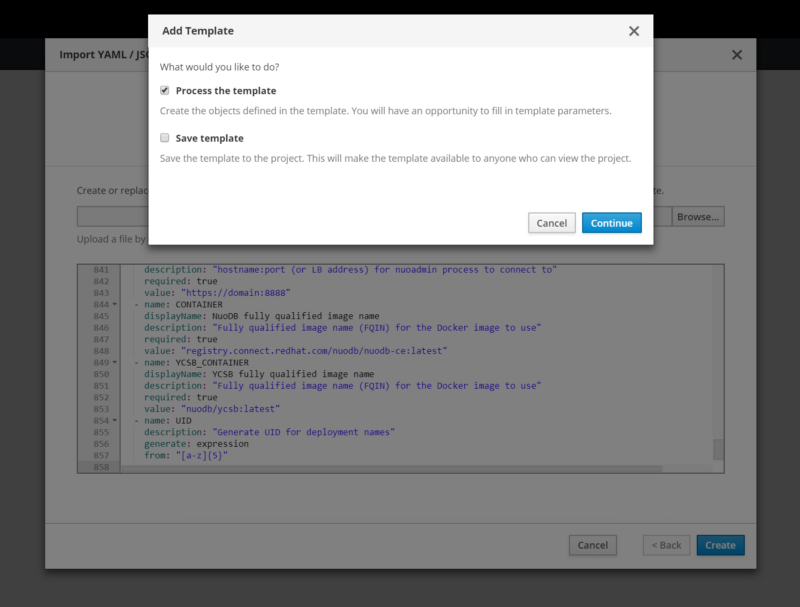 Add Template
What would you like to do?
Process the template
Create the objects defined in the template. You will have an opportunity to fill in template parameters.
Save template
Save the template to the project. This will make the template available to anyone who can view the project.
Cancel
Continue
Import YAML / JSO
Create or replac
te.
Browse...
Upload a file by
841 description: "hostname:port (or LB address) for nuoadmin process to connect to"
842 required: true
843 value: "https://domain:8888"
844 - name: CONTAINER
845 displayName: NuoDB fully qualified image name
846 description: "Fully qualified image name (FQIN) for the Docker image to use"
847 required: true
848 value: "registry.connect.redhat.com/nuodb/nuodb-ce:latest"
849 - name: YCSB_CONTAINER
850 displayName: YCSB fully qualified image name
851 description: "Fully qualified image name (FQIN) for the Docker image to use"
852 required: true
853 value: "nuodb/ycsb:latest"
854 - name: UID
855 description: "Generate UID for deployment names"
856 generate: expression
857 from: "[a-z]{5}"
858
Cancel
< Back
Create